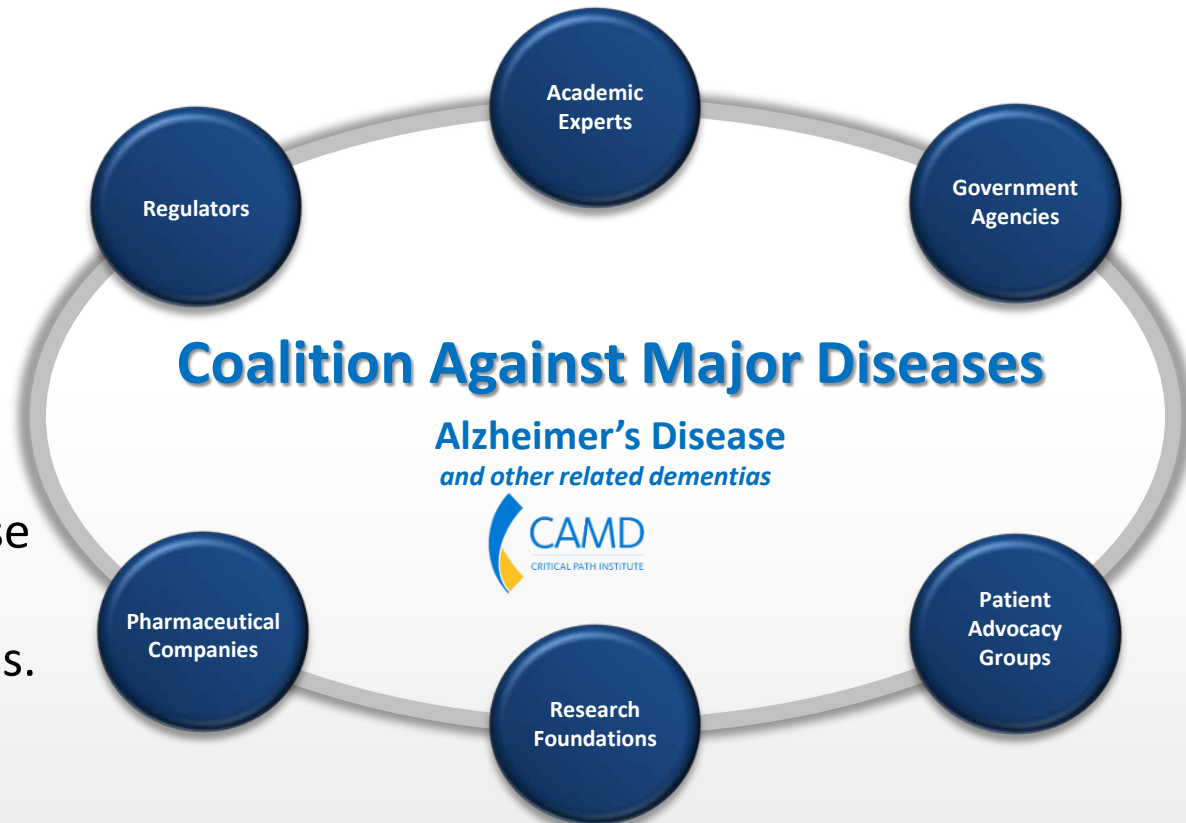 Academic
Experts
Regulators
Government
Agencies
Coalition Against Major Diseases
Alzheimer’s Disease
and other related dementias
CAMD
CRITICAL PATH INSTITUTE
se
s.
Pharmaceutical
Companies
Patient
Advocacy
Groups
Research
Foundations